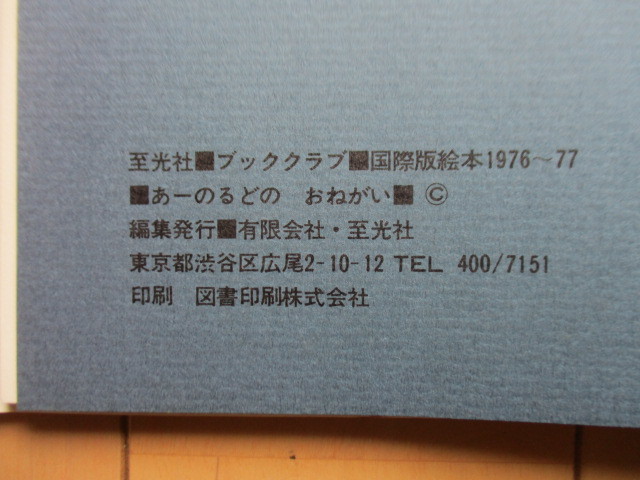 至光社■ブッククラブ■国際版絵本1976～77
■あーのるどの　おねがい■ ©
編集発行■有限会社・至光社
東京都渋谷区広尾2-10-12 TEL 400/7151
印刷　図書印刷株式会社